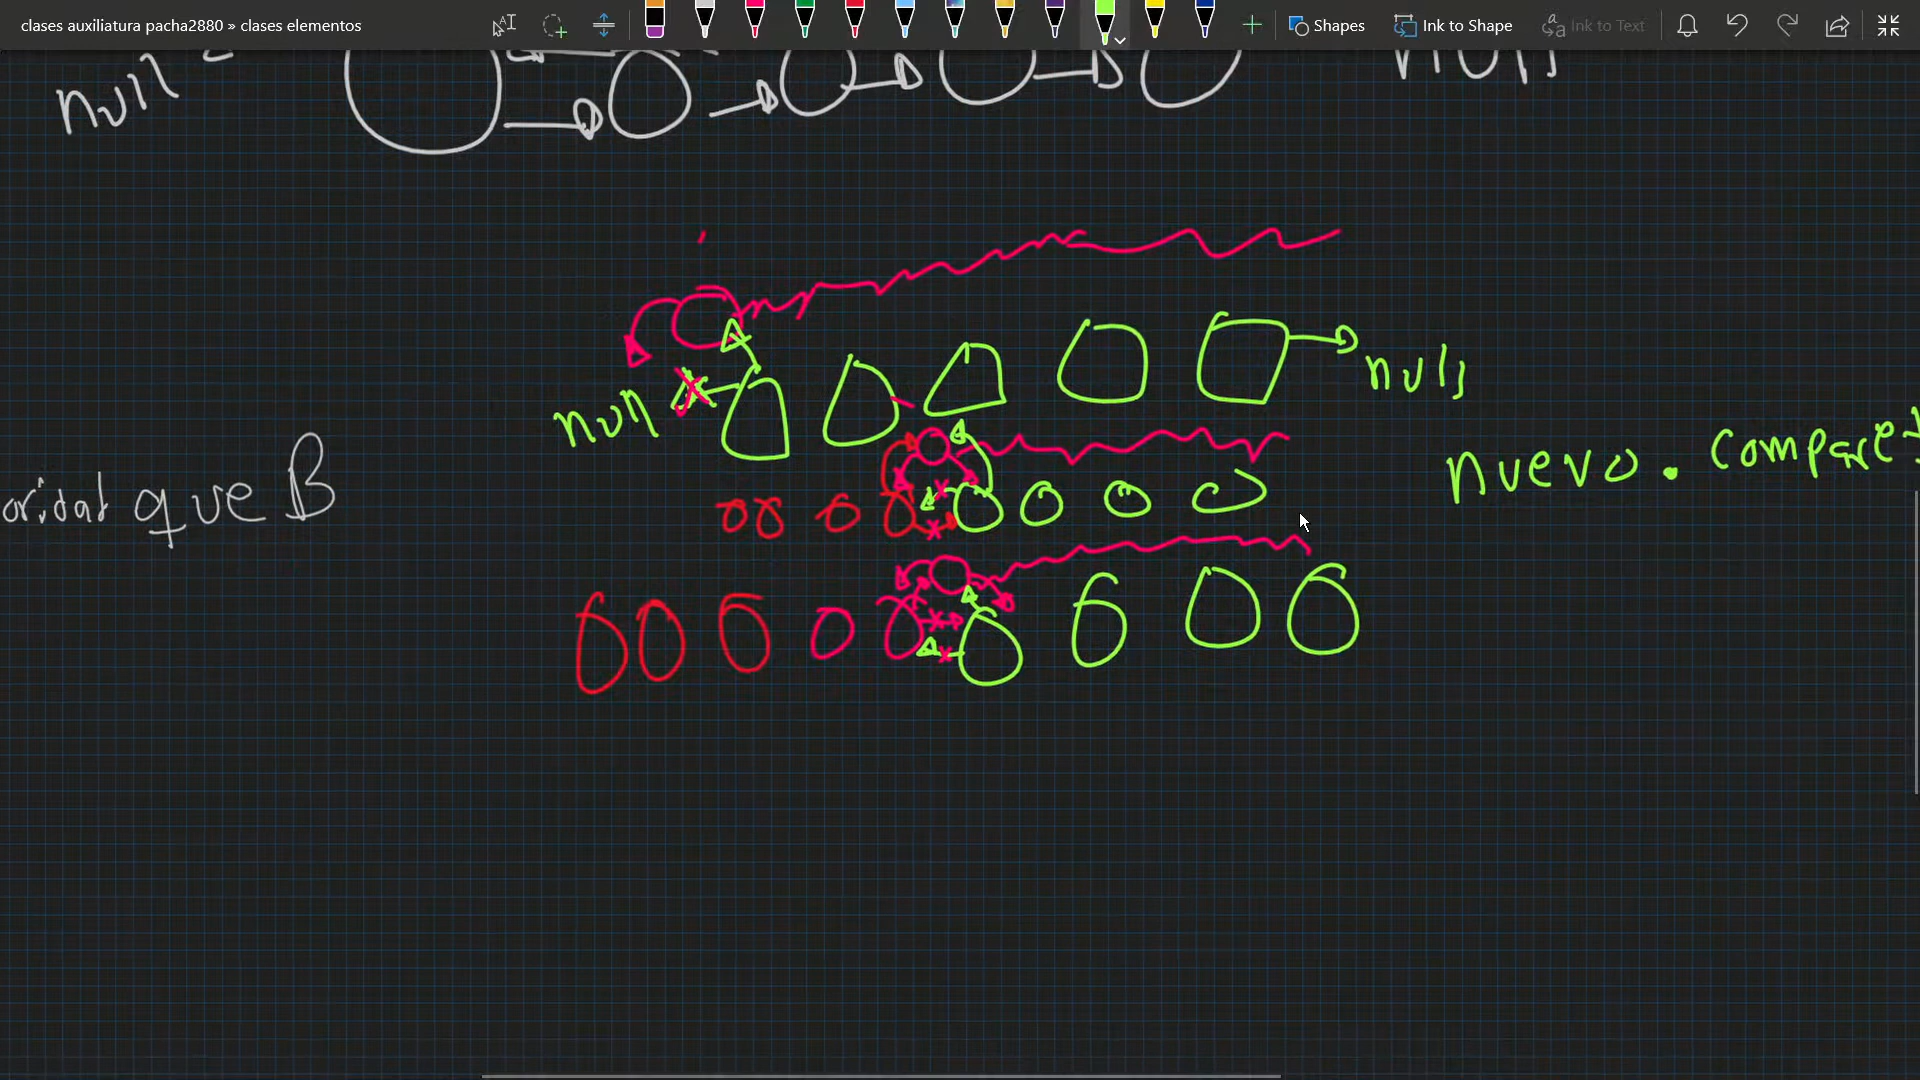 clases auxiliatura pacha2880 » clases elementos
Shapes
Ink to Shape
Ink to Text
null
null
null
null
nuevo. compare
que B